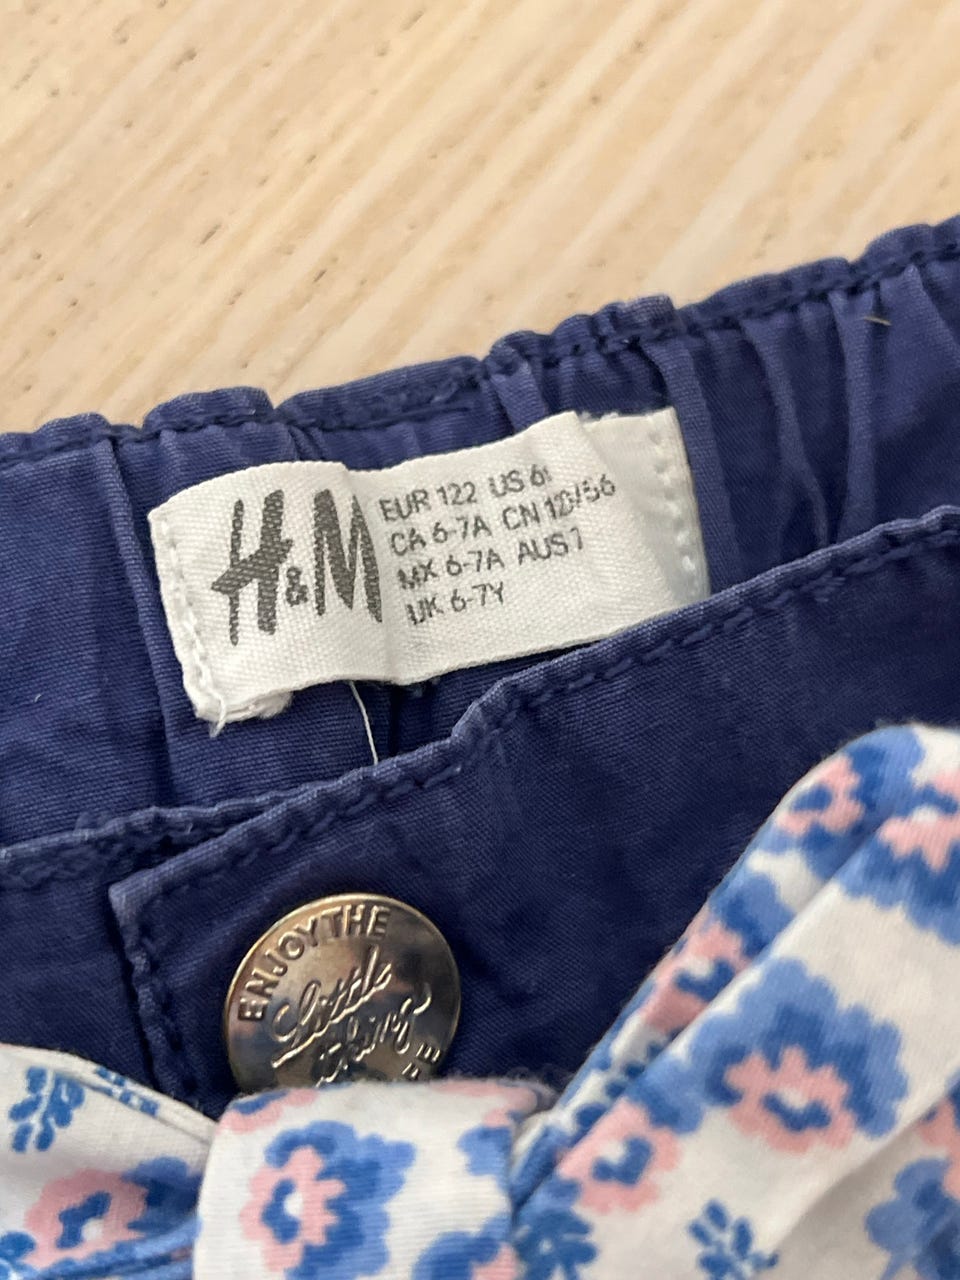 H&M
EUR 122 US 6
CA 6-7A CN 120/56
MX 6-7A AUS 7
UK 6-7Y
ENJOY THE
Little
things